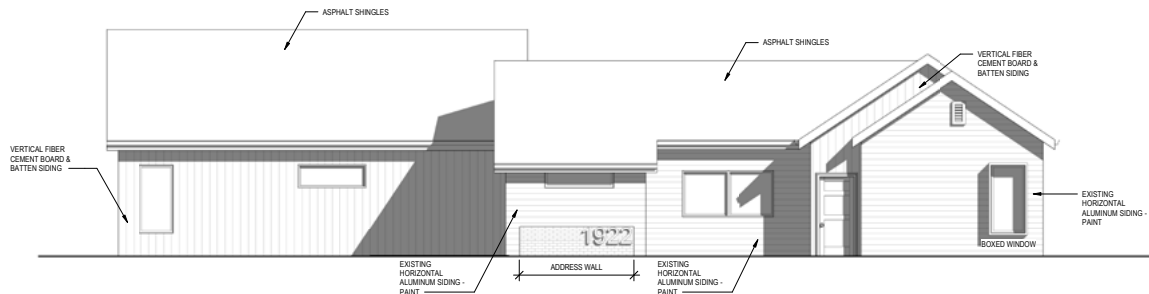 ASPHALT SHINGLES
ASPHALT SHINGLES
VERTICAL FIBER
CEMENT BOARD &
BATTEN SIDING
VERTICAL FIBER
CEMENT BOARD &
BATTEN SIDING
EXISTING
HORIZONTAL
ALUMINUM SIDING -
PAINT
1922
BOXED WINDOW
EXISTING
HORIZONTAL
ALUMINUM SIDING -
PAINT
ADDRESS WALL
EXISTING
HORIZONTAL
ALUMINUM SIDING -
PAINT